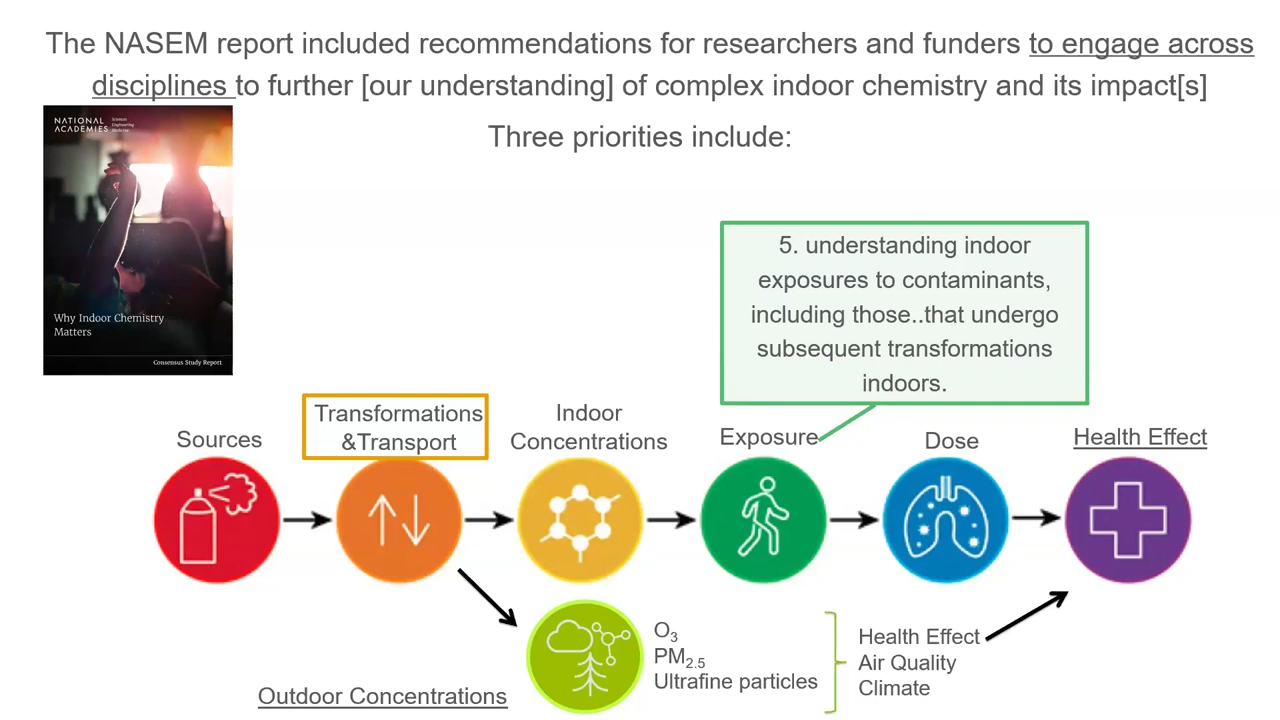 The NASEM report included recommendations for researchers and funders to engage across
disciplines to further [our understanding] of complex indoor chemistry and its impact[s]
Three priorities include:
NATIONAL
ACADEMIES
Sciences
Engineering
Medicine
Why Indoor Chemistry
Matters
Consensus Study Report
5. understanding indoor
exposures to contaminants,
including those..that undergo
subsequent transformations
indoors.
Sources
Transformations
&Transport
Indoor
Concentrations
Exposure
Dose
Health Effect
Outdoor Concentrations
O3
PM2.5
Ultrafine particles
Health Effect
Air Quality
Climate